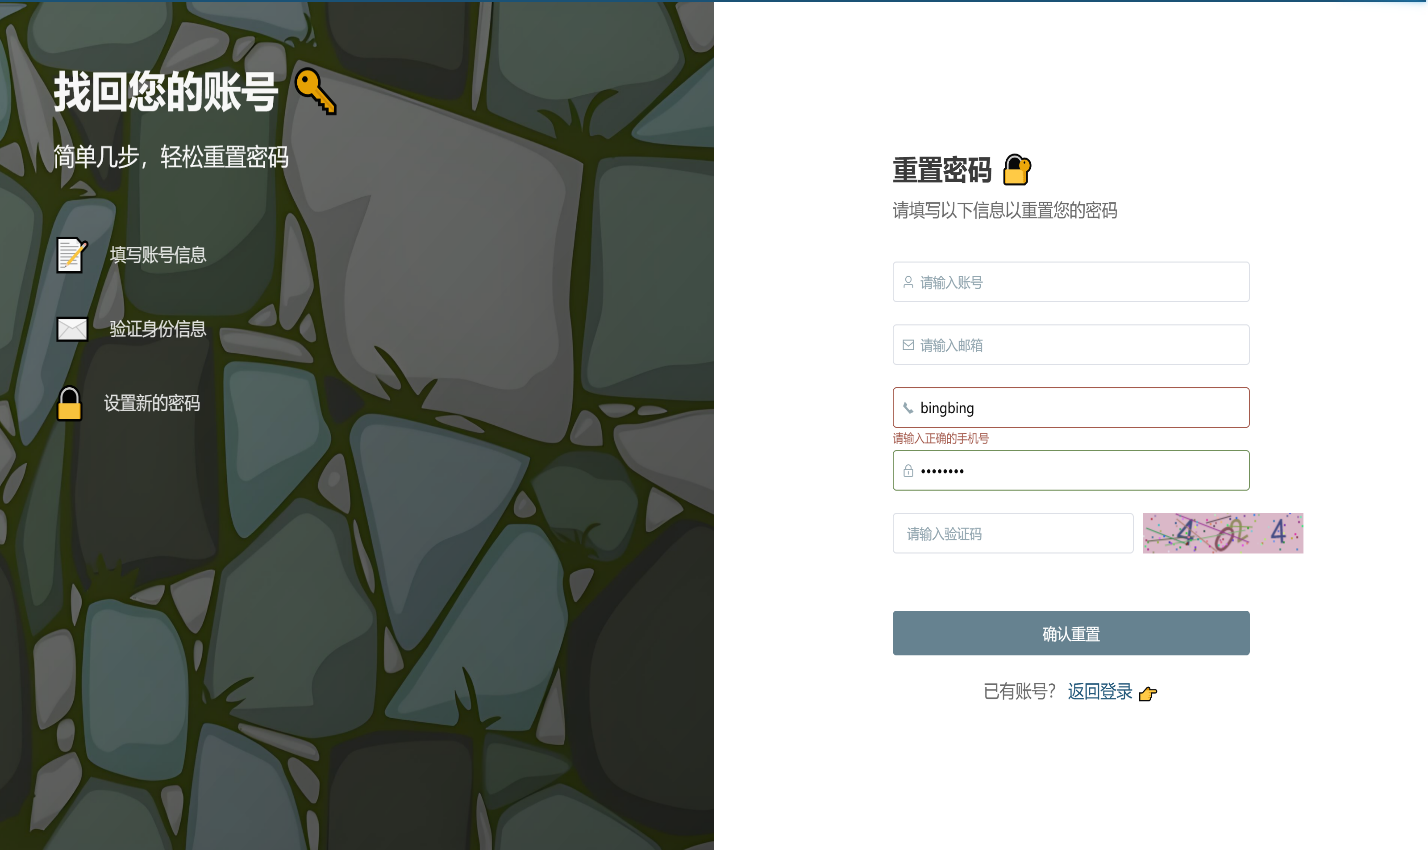 找回您的账号
简单几步，轻松重置密码
填写账号信息
验证身份信息
设置新的密码
重置密码
请填写以下信息以重置您的密码
请输入账号
请输入邮箱
bingbing
请输入正确的手机号
••••••••
请输入验证码
确认重置
已有账号？ 返回登录